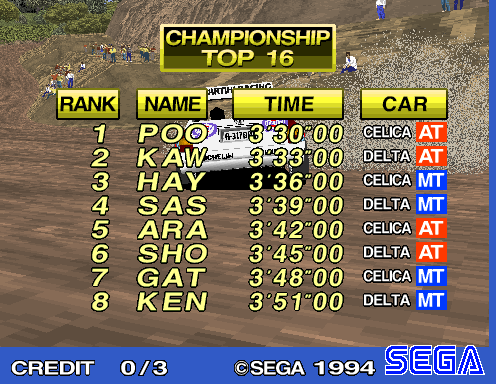 CHAMPIONSHIP
TOP 16
RANK NAME TIME CAR
1 POO 3'30"00 CELICA AT
2 KAW 3'33"00 DELTA AT
3 HAY 3'36"00 CELICA MT
4 SAS 3'39"00 DELTA MT
5 ARA 3'42"00 CELICA AT
6 SHO 3'45"00 DELTA AT
7 GAT 3'48"00 CELICA MT
8 KEN 3'51"00 DELTA MT
CREDIT 0/3 ©SEGA 1994 SEGA